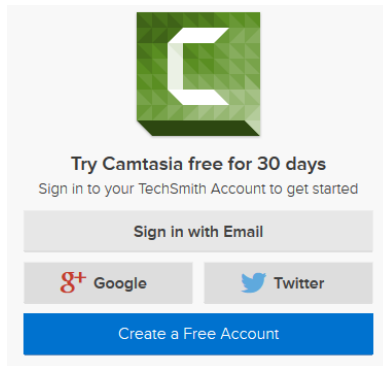 Try Camtasia free for 30 days
Sign in to your TechSmith Account to get started
Sign in with Email
g+ Google
Twitter
Create a Free Account